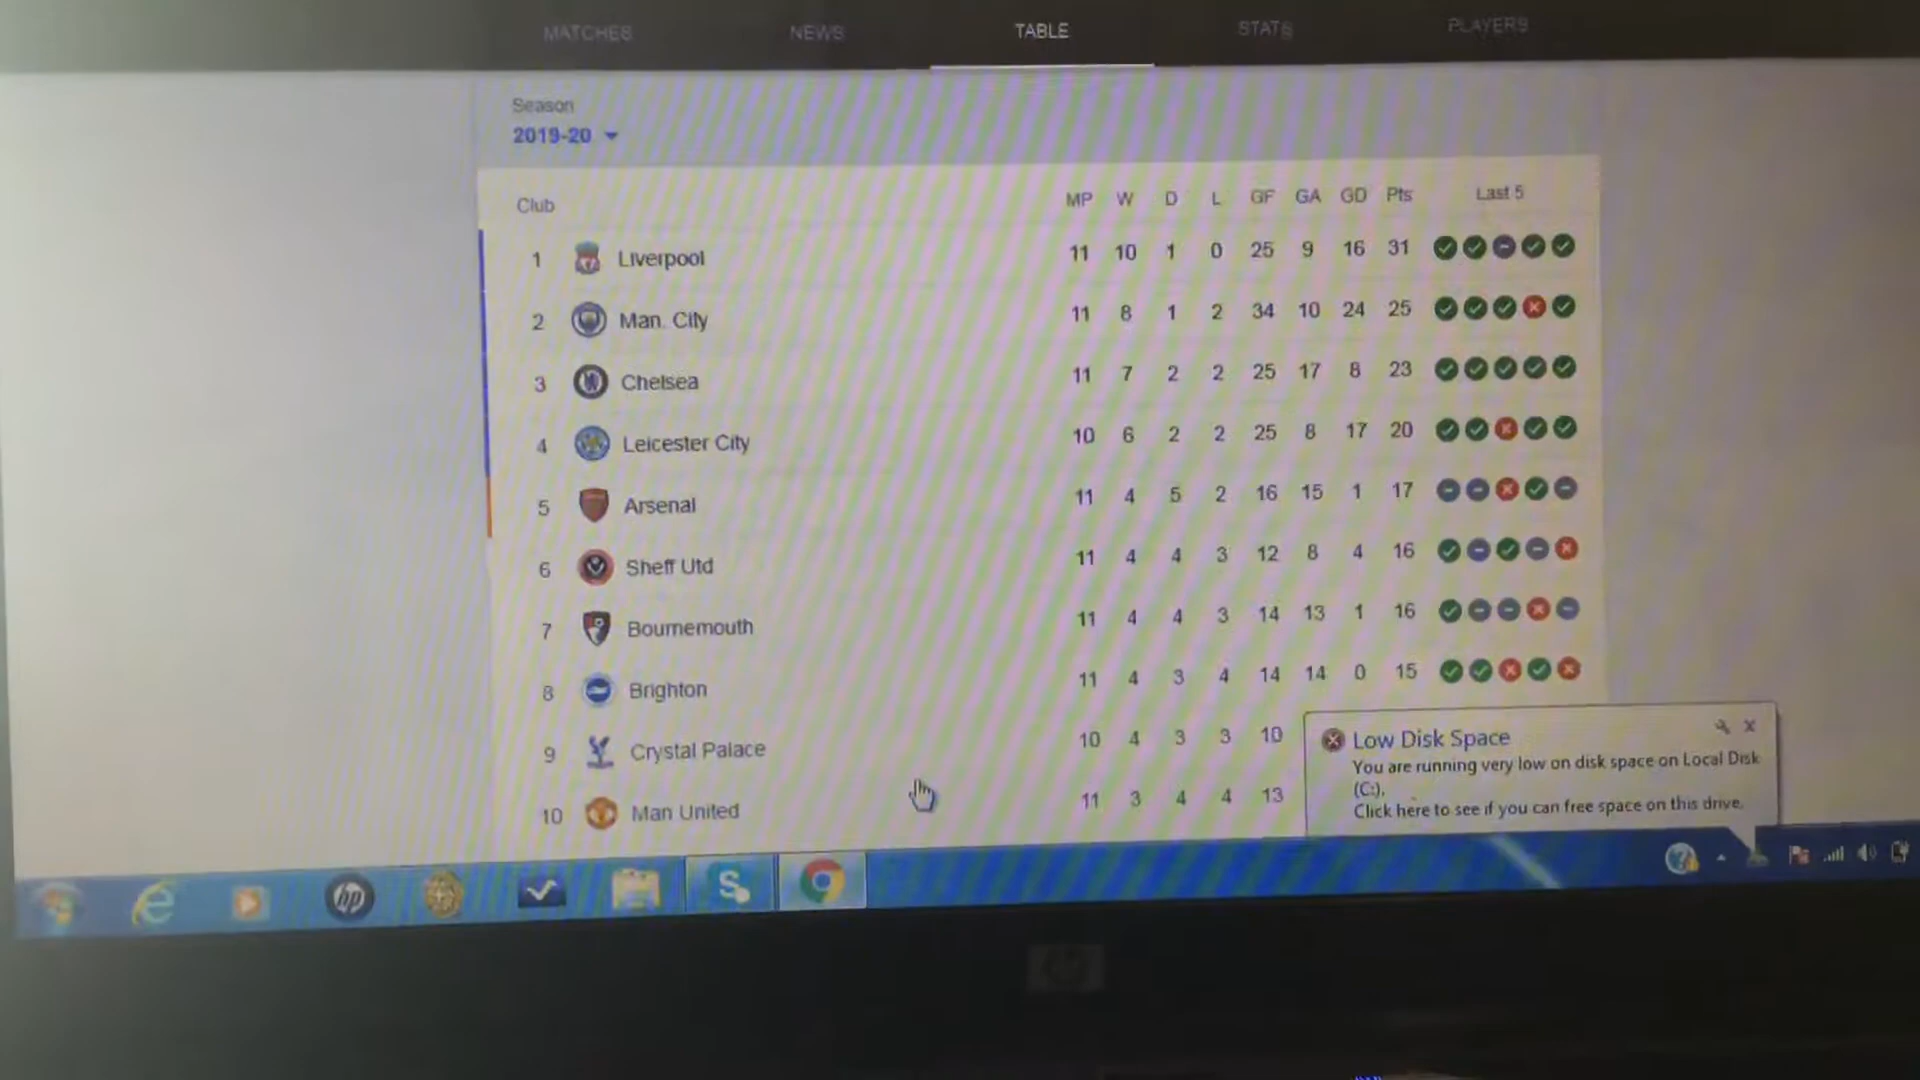 MATCHES NEWS TABLE STATS PLAYERS
Season
2019-20
Club MP W D L GF GA GD Pts Last 5
1 Liverpool 11 10 1 0 25 9 16 31
2 Man. City 11 8 1 2 34 10 24 25
3 Chelsea 11 7 2 2 25 17 8 23
4 Leicester City 10 6 2 2 25 8 17 20
5 Arsenal 11 4 5 2 16 15 1 17
6 Sheff Utd 11 4 4 3 12 8 4 16
7 Bournemouth 11 4 4 3 14 13 1 16
8 Brighton 11 4 3 4 14 14 0 15
9 Crystal Palace 10 4 3 3 10
10 Man United 11 3 4 4 13
Low Disk Space
You are running very low on disk space on Local Disk
(C:).
Click here to see if you can free space on this drive.
hp